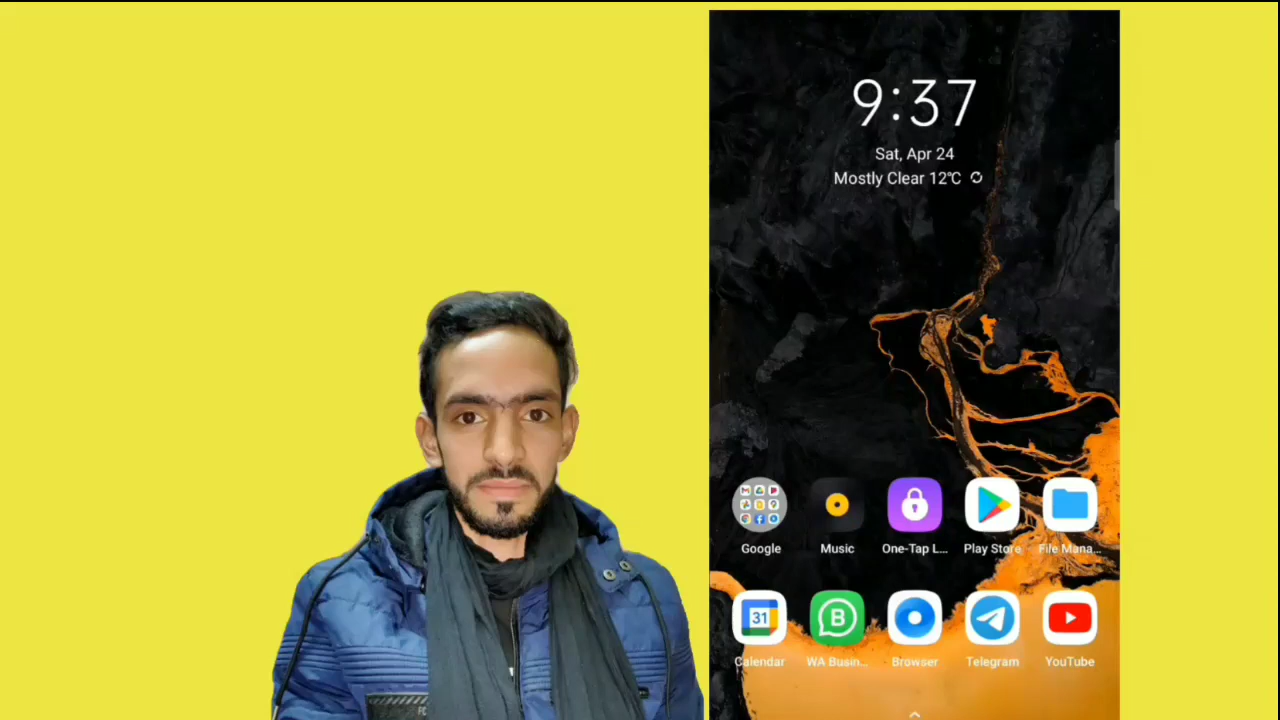 9:37
Sat, Apr 24
Mostly Clear 12℃
Google
Music
One-Tap L...
Play Store
File Mana...
31
B
Calendar
WA Busin...
Browser
Telegram
YouTube